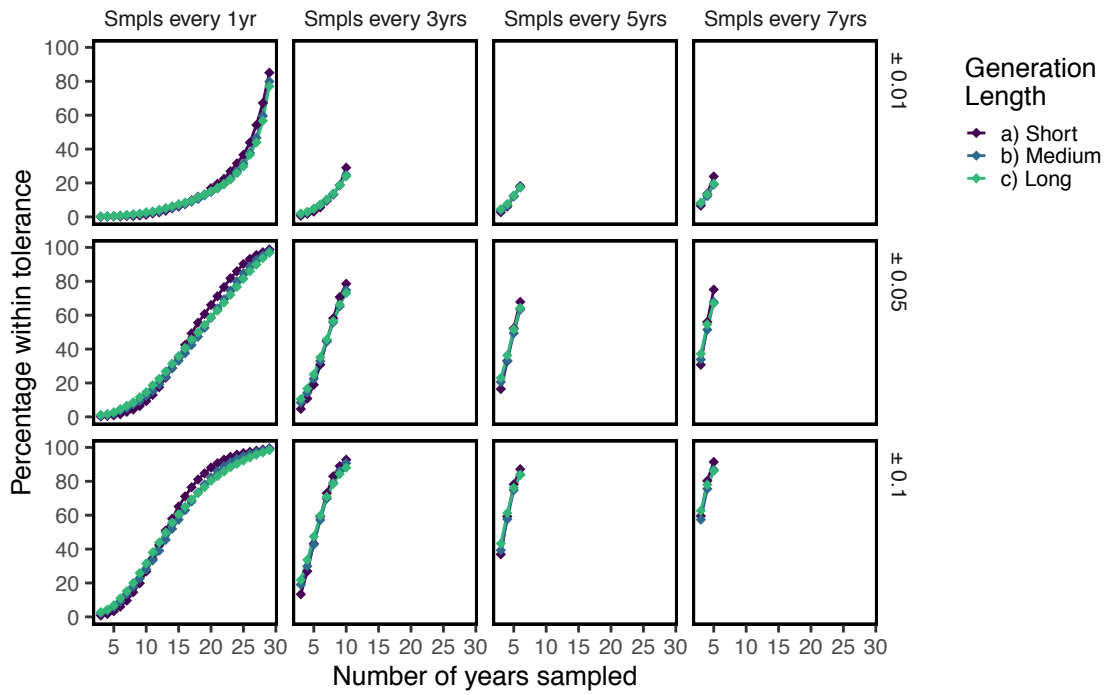 Smpls every 1yr Smpls every 3yrs Smpls every 5yrs Smpls every 7yrs
100
80
60
40
20
0
± 0.01
100
80
60
40
20
0
± 0.05
100
80
60
40
20
0
± 0.1
5 10 15 20 25 30 5 10 15 20 25 30 5 10 15 20 25 30 5 10 15 20 25 30
Number of years sampled
Percentage within tolerance
Generation
Length
a) Short
b) Medium
c) Long